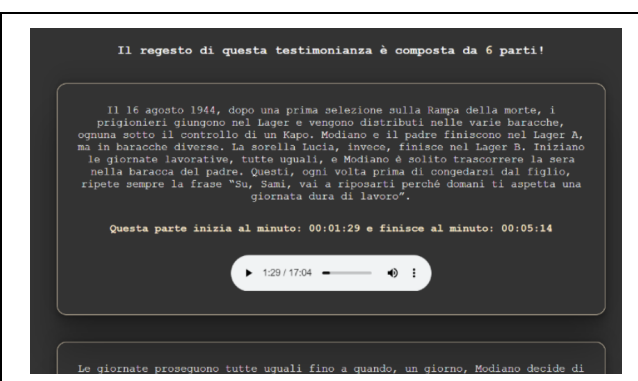 Il regesto di questa testimonianza è composta da 6 parti!
Il 16 agosto 1944, dopo una prima selezione sulla Rampa della morte, i
prigionieri giungono nel Lager e vengono distribuiti nelle varie baracche,
ognuna sotto il controllo di un Kapo. Modiano e il padre finiscono nel Lager A,
ma in baracche diverse. La sorella Lucia, invece, finisce nel Lager B. Iniziano
le giornate lavorative, tutte uguali, e Modiano è solito trascorrere la sera
nella baracca del padre. Questi, ogni volta prima di congedarsi dal figlio,
ripete sempre la frase “Su, Sami, vai a riposarti perché domani ti aspetta una
giornata dura di lavoro”.
Questa parte inizia al minuto: 00:01:29 e finisce al minuto: 00:05:14
1:29 / 17:04
Le giornate proseguono tutte uguali fino a quando, un giorno, Modiano decide di